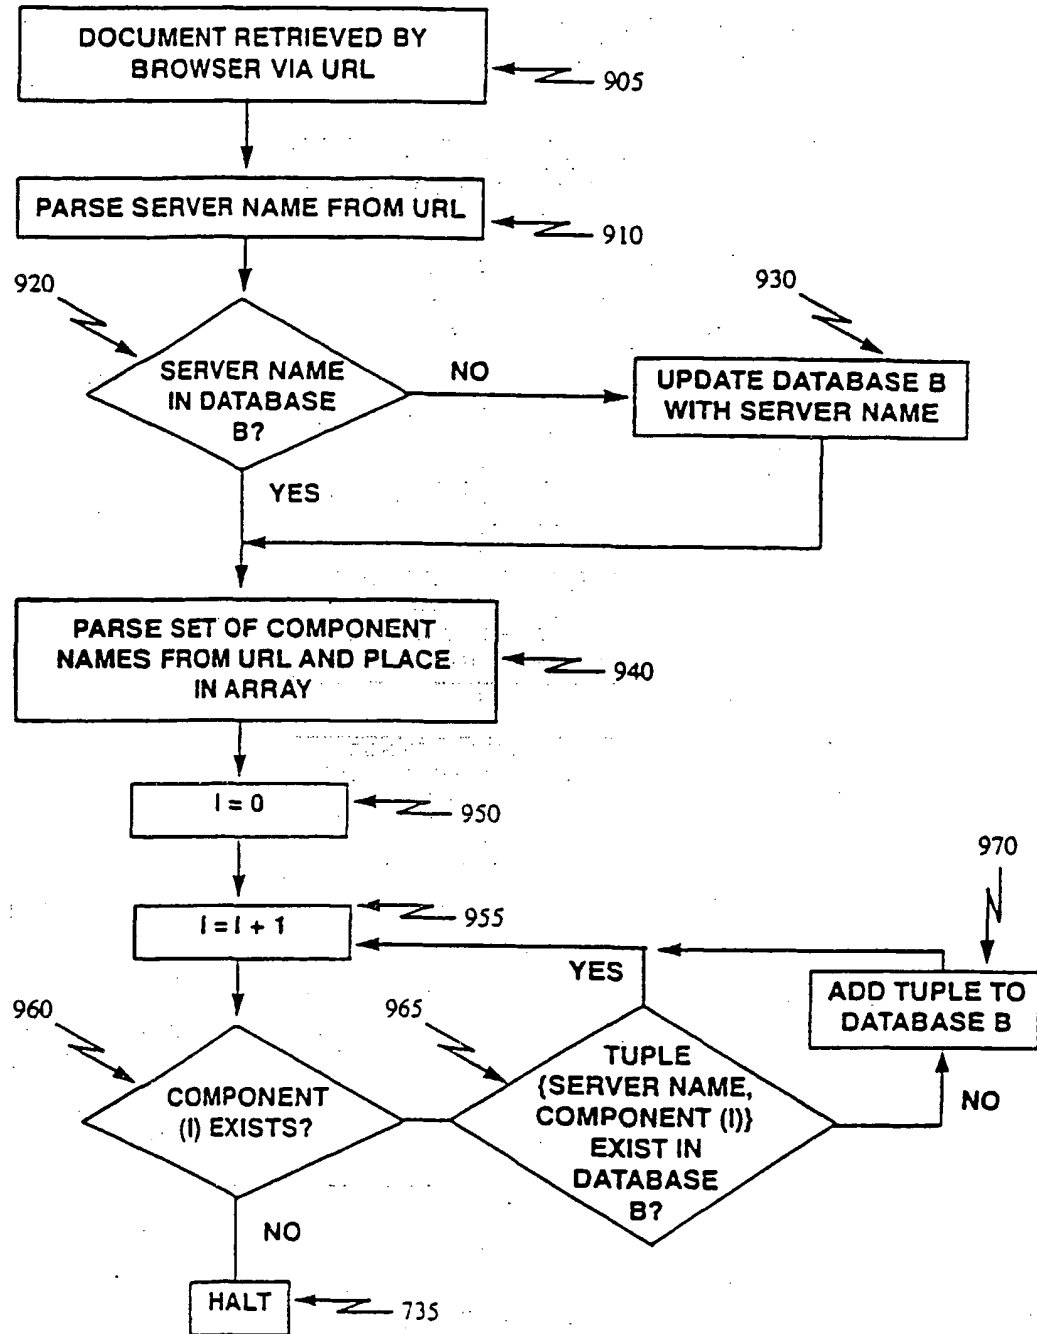 DOCUMENT RETRIEVED BY
BROWSER VIA URL
905
PARSE SERVER NAME FROM URL
910
920
SERVER NAME
IN DATABASE
B?
NO
YES
930
UPDATE DATABASE B
WITH SERVER NAME
PARSE SET OF COMPONENT
NAMES FROM URL AND PLACE
IN ARRAY
940
I = 0
950
I = I + 1
955
970
ADD TUPLE TO
DATABASE B
YES
960
COMPONENT
(I) EXISTS?
965
TUPLE
{SERVER NAME,
COMPONENT (I)}
EXIST IN
DATABASE
B?
NO
NO
HALT
735